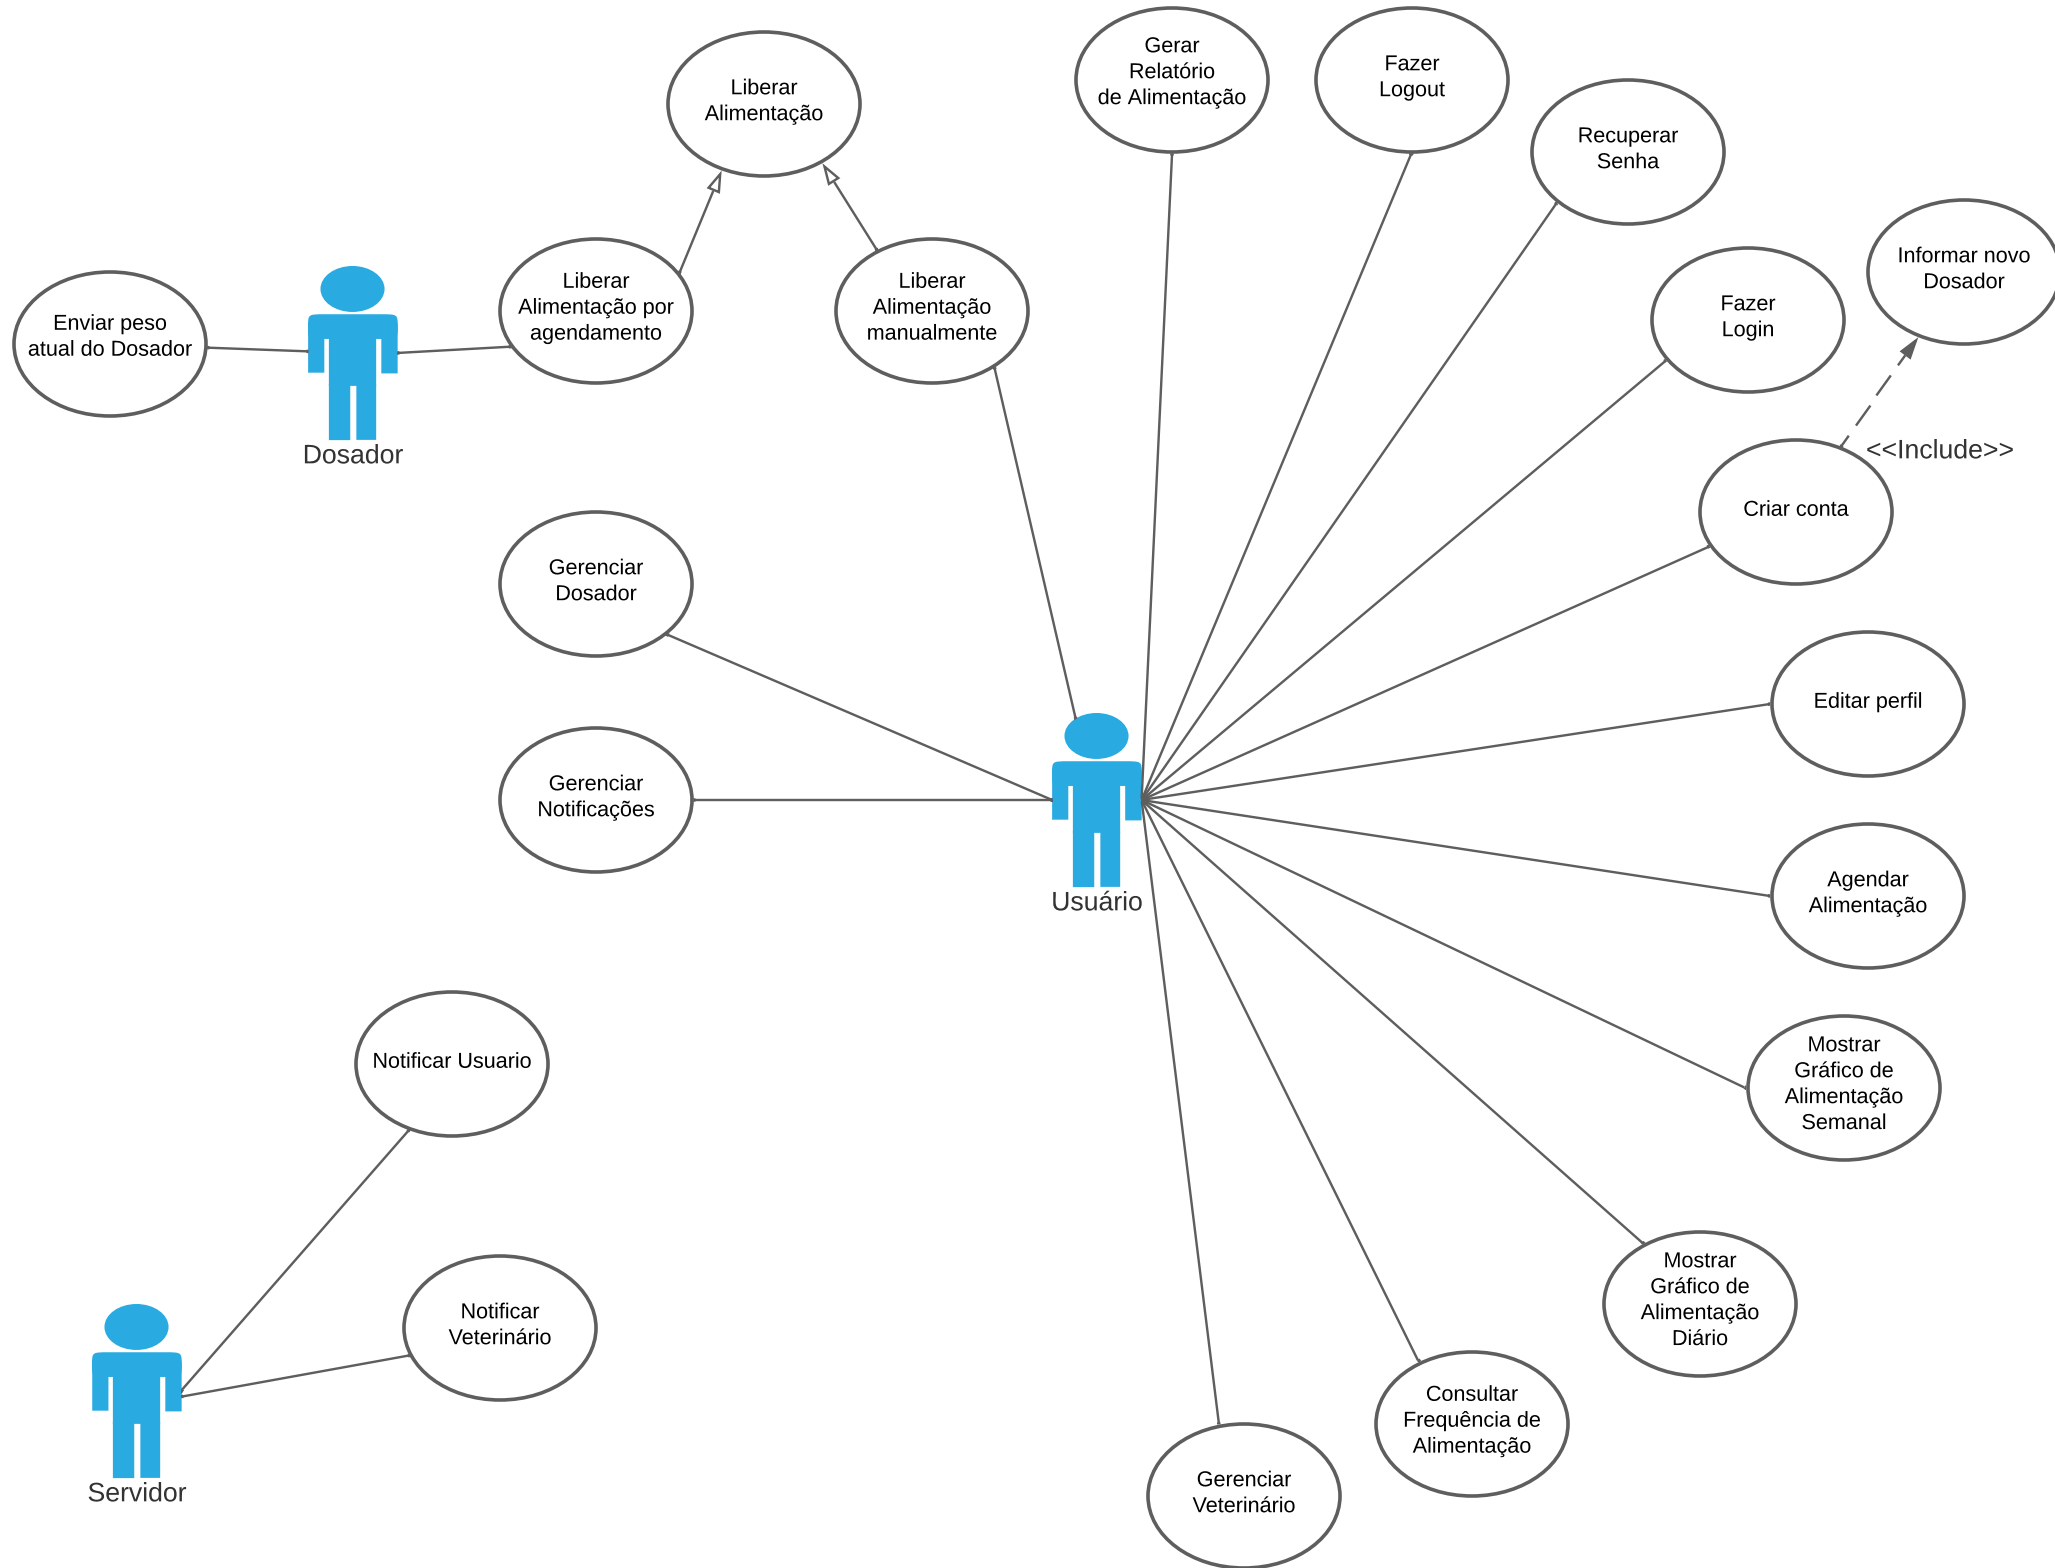 Gerar
Relatório
de Alimentação
Fazer
Logout
Liberar
Alimentação
Recuperar
Senha
Informar novo
Dosador
Enviar peso
atual do Dosador
Liberar
Alimentação por
agendamento
Liberar
Alimentação
manualmente
Fazer
Login
Dosador
<<Include>>
Criar conta
Gerenciar
Dosador
Editar perfil
Gerenciar
Notificações
Usuário
Agendar
Alimentação
Notificar Usuario
Mostrar
Gráfico de
Alimentação
Semanal
Notificar
Veterinário
Mostrar
Gráfico de
Alimentação
Diário
Consultar
Frequência de
Alimentação
Servidor
Gerenciar
Veterinário